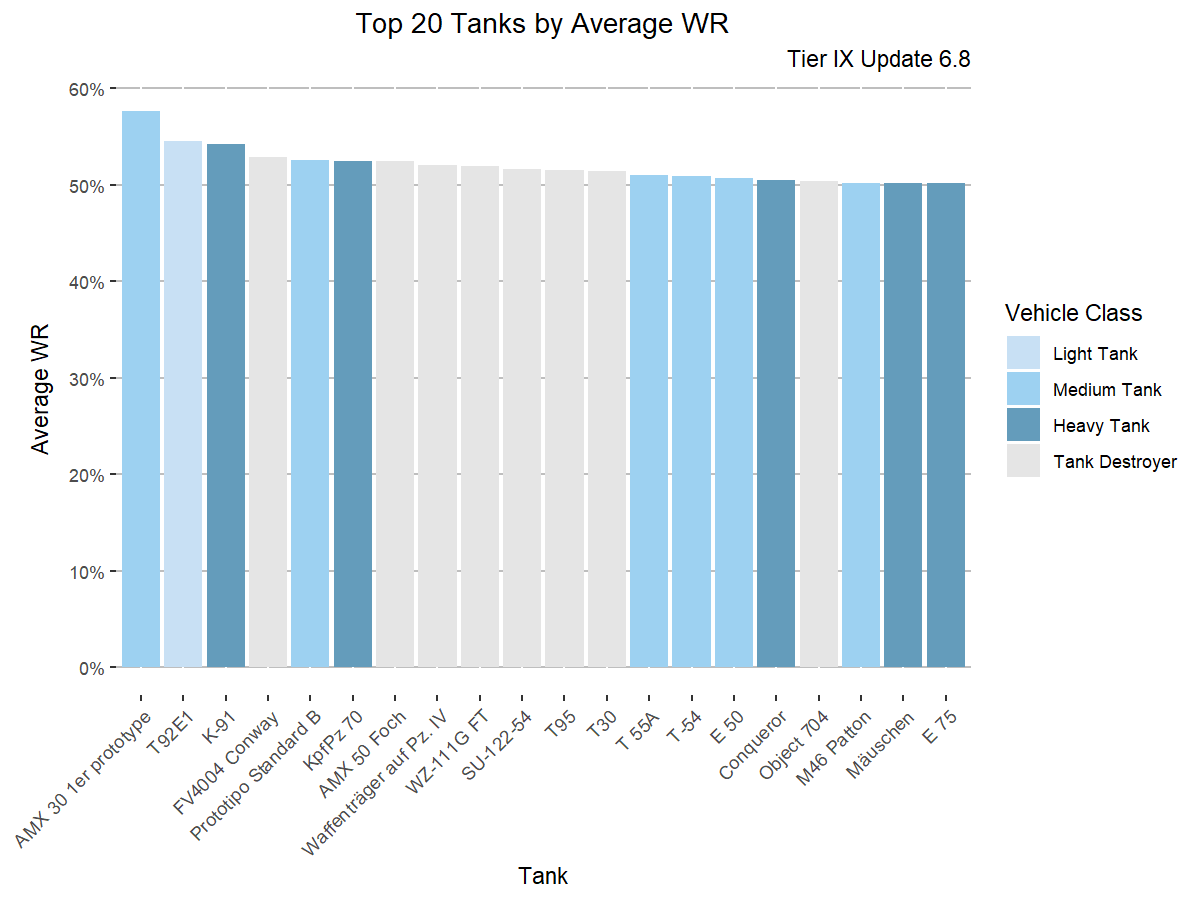 Top 20 Tanks by Average WR
Tier IX Update 6.8
60%
50%
40%
30%
20%
10%
0%
Average WR
AMX 30 1er prototype
T92E1
K-91
FV4004 Conway
Prototipo Standard B
KpfPz 70
AMX 50 Foch
Waffenträger auf Pz. IV
WZ-111G FT
SU-122-54
T95
T30
T 55A
T-54
E 50
Conqueror
Object 704
M46 Patton
Mäuschen
E 75
Tank
Vehicle Class
Light Tank
Medium Tank
Heavy Tank
Tank Destroyer